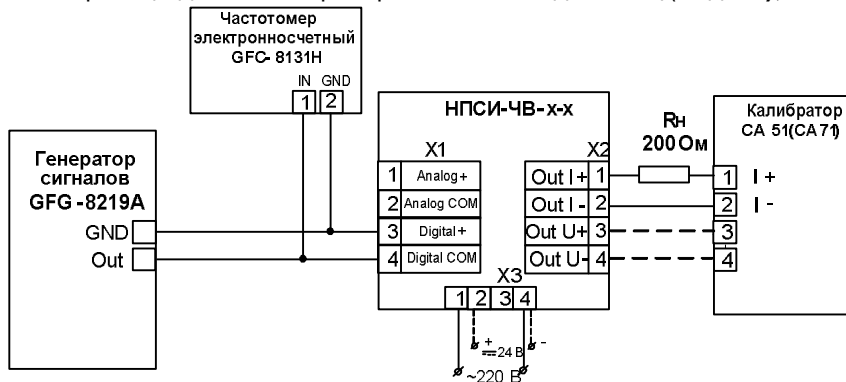 Частотомер
электронносчетный
GFC- 8131H
IN GND
1 2
Генератор
сигналов
GFG -8219A
GND
Out
НПСИ-ЧВ-х-х
X1
1 Analog+
2 Analog COM
3 Digital+
4 Digital COM
X2
Out I+ 1
Out I - 2
Out U+ 3
Out U- 4
X3
1 2 3 4
+ -
24 В
~220 В
Rн
200 Ом
Калибратор
СА 51(СА71)
1 I +
2 I -
3
4